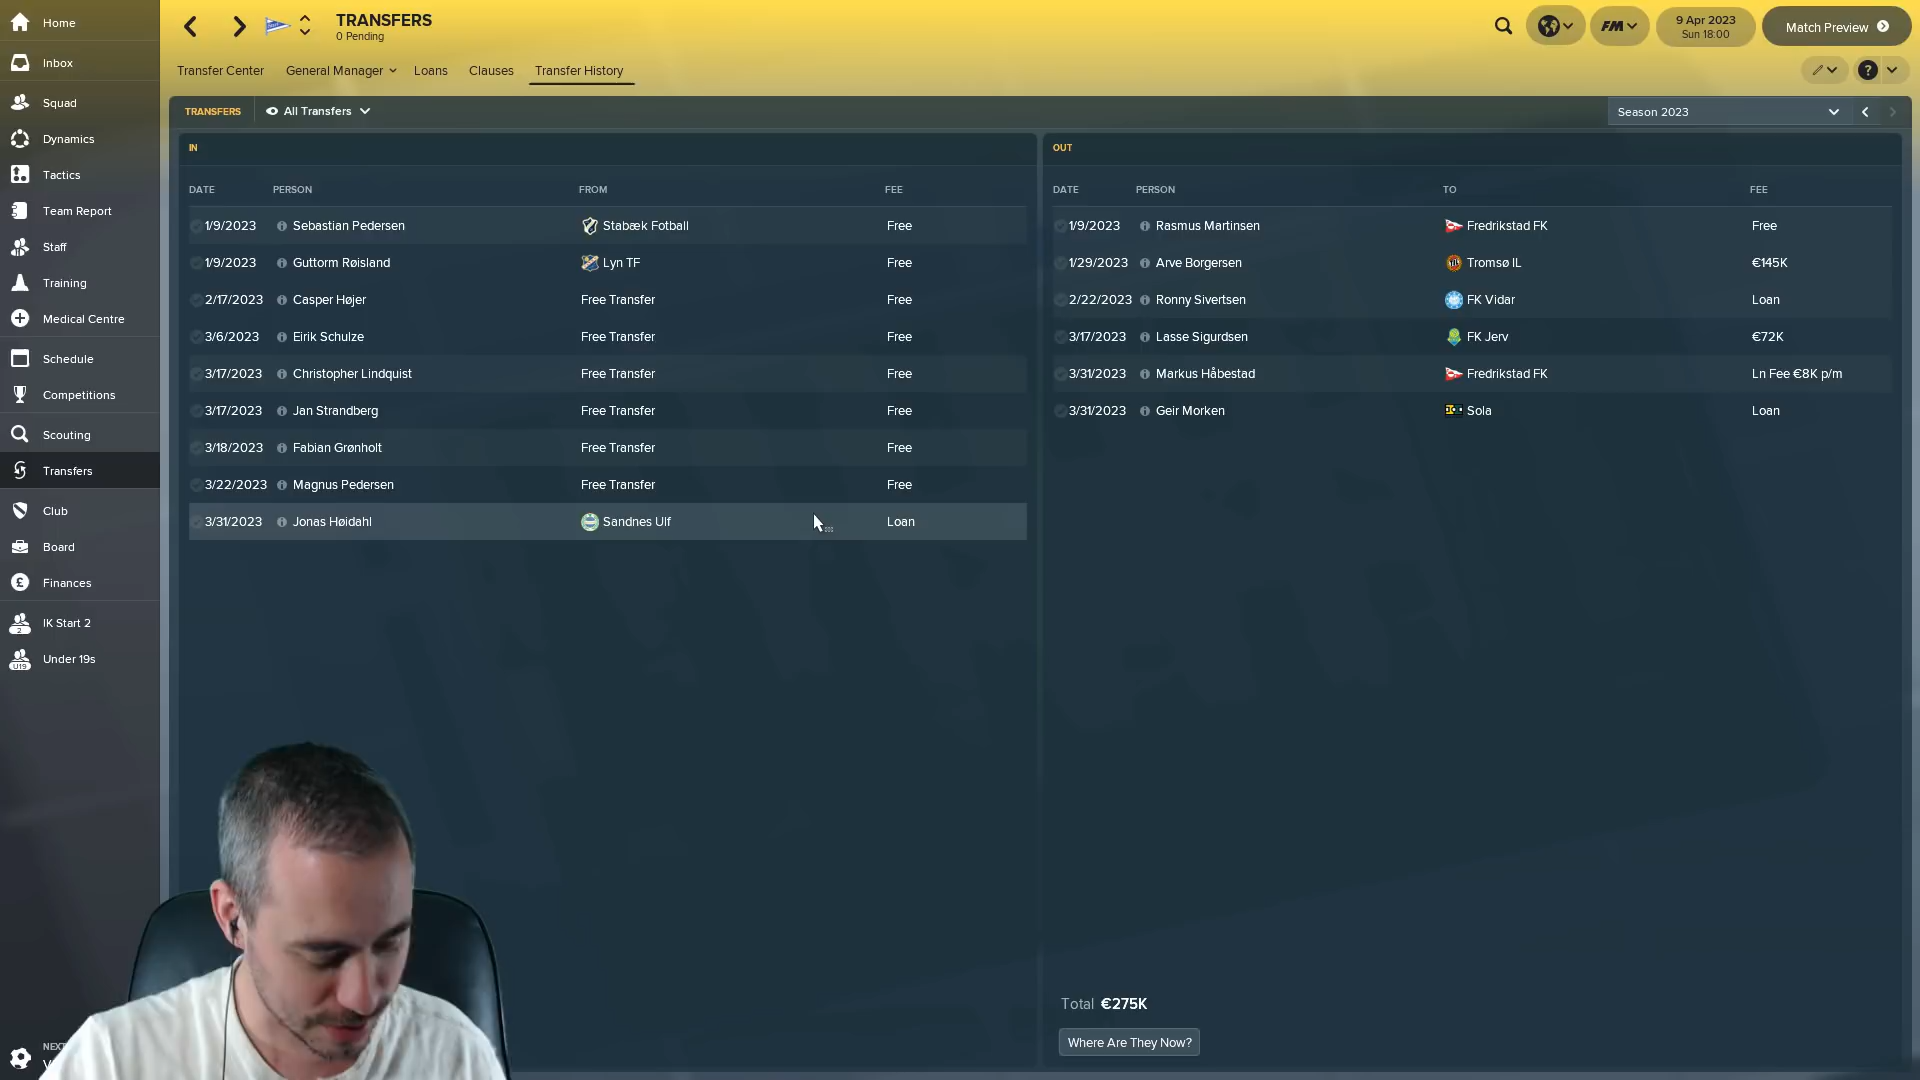 Home
Inbox
Squad
Dynamics
Tactics
Team Report
Staff
Training
Medical Centre
Schedule
Competitions
Scouting
Transfers
Club
Board
Finances
IK Start 2
Under 19s
NEXT
TRANSFERS
0 Pending
FM
9 Apr 2023
Sun 18:00
Match Preview
Transfer Center General Manager Loans Clauses Transfer History
TRANSFERS All Transfers Season 2023
IN
DATE PERSON FROM FEE
1/9/2023 Sebastian Pedersen Stabæk Fotball Free
1/9/2023 Guttorm Røisland Lyn TF Free
2/17/2023 Casper Højer Free Transfer Free
3/6/2023 Eirik Schulze Free Transfer Free
3/17/2023 Christopher Lindquist Free Transfer Free
3/17/2023 Jan Strandberg Free Transfer Free
3/18/2023 Fabian Grønholt Free Transfer Free
3/22/2023 Magnus Pedersen Free Transfer Free
3/31/2023 Jonas Høidahl Sandnes Ulf Loan
OUT
DATE PERSON TO FEE
1/9/2023 Rasmus Martinsen Fredrikstad FK Free
1/29/2023 Arve Borgersen Tromsø IL €145K
2/22/2023 Ronny Sivertsen FK Vidar Loan
3/17/2023 Lasse Sigurdsen FK Jerv €72K
3/31/2023 Markus Håbestad Fredrikstad FK Ln Fee €8K p/m
3/31/2023 Geir Morken Sola Loan
Total €275K
Where Are They Now?